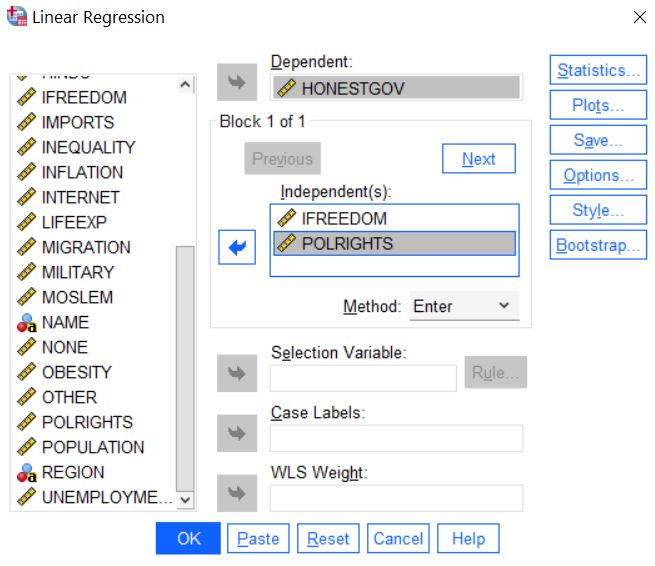 Linear Regression
IFREEDOM
IMPORTS
INEQUALITY
INFLATION
INTERNET
LIFEEXP
MIGRATION
MILITARY
MOSLEM
NAME
NONE
OBESITY
OTHER
POLRIGHTS
POPULATION
REGION
UNEMPLOYME...
Dependent:
HONESTGOV
Block 1 of 1
Previous
Next
Independent(s):
IFREEDOM
POLRIGHTS
Method: Enter
Selection Variable:
Rule...
Case Labels:
WLS Weight:
Statistics...
Plots...
Save...
Options...
Style...
Bootstrap...
OK Paste Reset Cancel Help